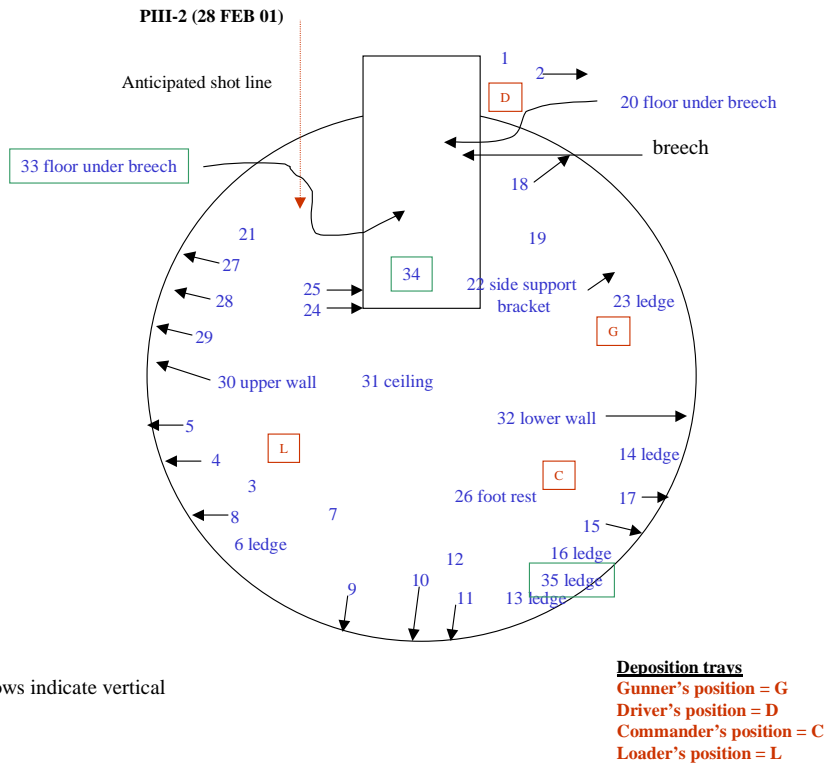 PIII-2 (28 FEB 01)
1
2
Anticipated shot line
D
20 floor under breech
breech
33 floor under breech
18
21
19
27
34
25
22 side support
bracket
28
23 ledge
24
29
G
30 upper wall
31 ceiling
32 lower wall
5
L
14 ledge
4
C
3
26 foot rest
17
8
7
15
6 ledge
16 ledge
12
35 ledge
9
10
11
13 ledge
ows indicate vertical
Deposition trays
Gunner's position = G
Driver's position = D
Commander's position = C
Loader's position = L